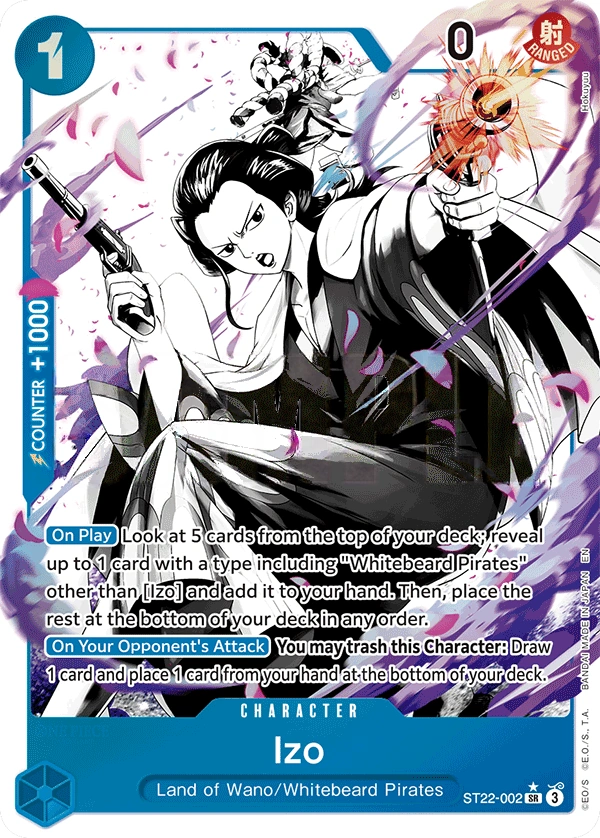 1
0
射
RANGED
Hokuyuu
COUNTER +1000
On Play Look at 5 cards from the top of your deck; reveal
up to 1 card with a type including "Whitebeard Pirates"
other than [Izo] and add it to your hand. Then, place the
rest at the bottom of your deck in any order.
On Your Opponent's Attack You may trash this Character: Draw
1 card and place 1 card from your hand at the bottom of your deck.
CHARACTER
Izo
Land of Wano/Whitebeard Pirates
ST22-002 SR 3
©E.O/S ©E.O./S., T.A. BANDAI MADE IN JAPAN EN